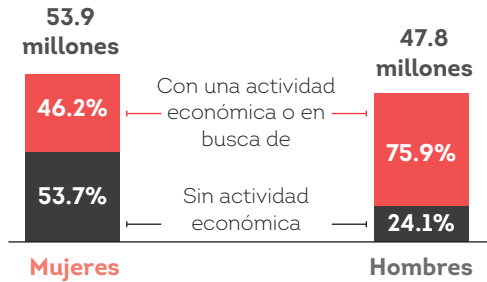 53.9
millones
47.8
millones
Con una actividad
económica o en
busca de
46.2%
75.9%
53.7%
Sin actividad
económica
24.1%
Mujeres
Hombres